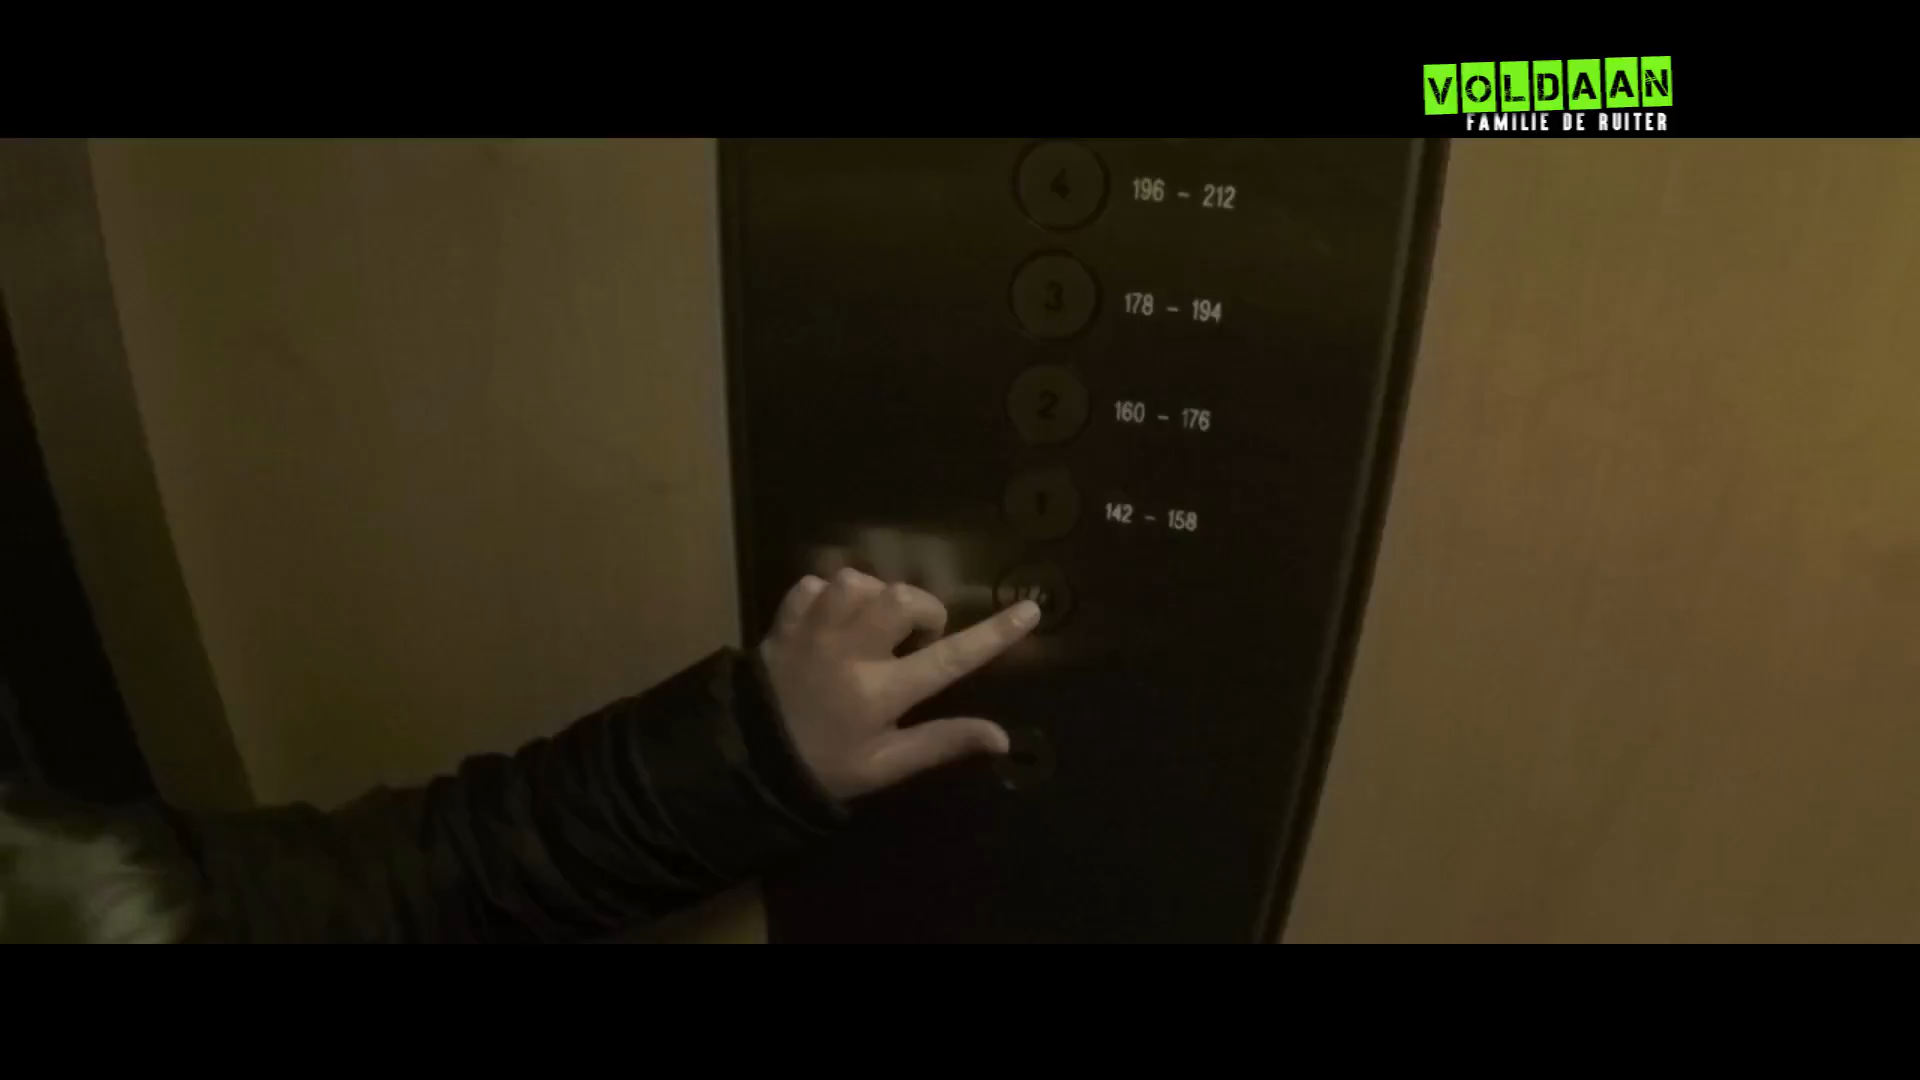 VOLDAAN
FAMILIE DE RUITER
4 196 - 212
3 178 - 194
2 160 - 176
1 142 - 158